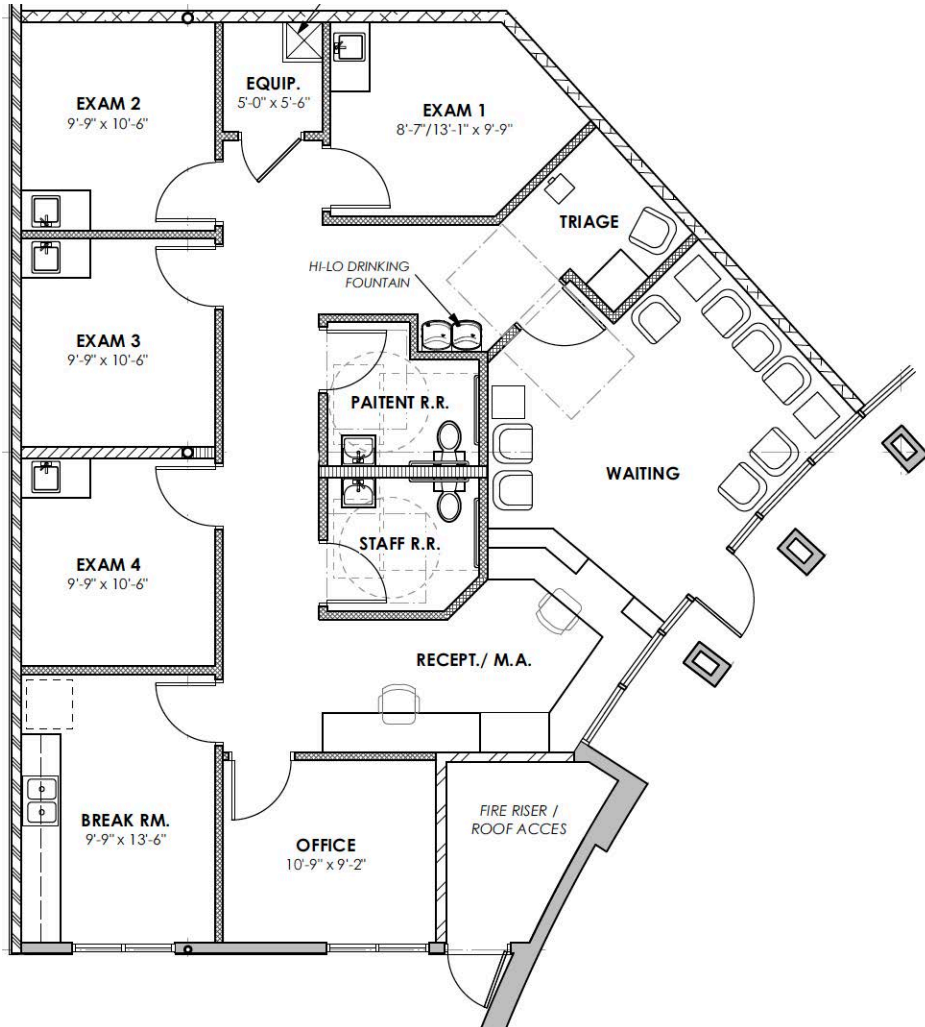 EXAM 2
9'-9" x 10'-6"
EQUIP.
5'-0" x 5'-6"
EXAM 1
8'-7"/13'-1" x 9'-9"
TRIAGE
HI-LO DRINKING
FOUNTAIN
EXAM 3
9'-9" x 10'-6"
PAITENT R.R.
WAITING
STAFF R.R.
EXAM 4
9'-9" x 10'-6"
RECEPT./ M.A.
BREAK RM.
9'-9" x 13'-6"
OFFICE
10'-9" x 9'-2"
FIRE RISER /
ROOF ACCES